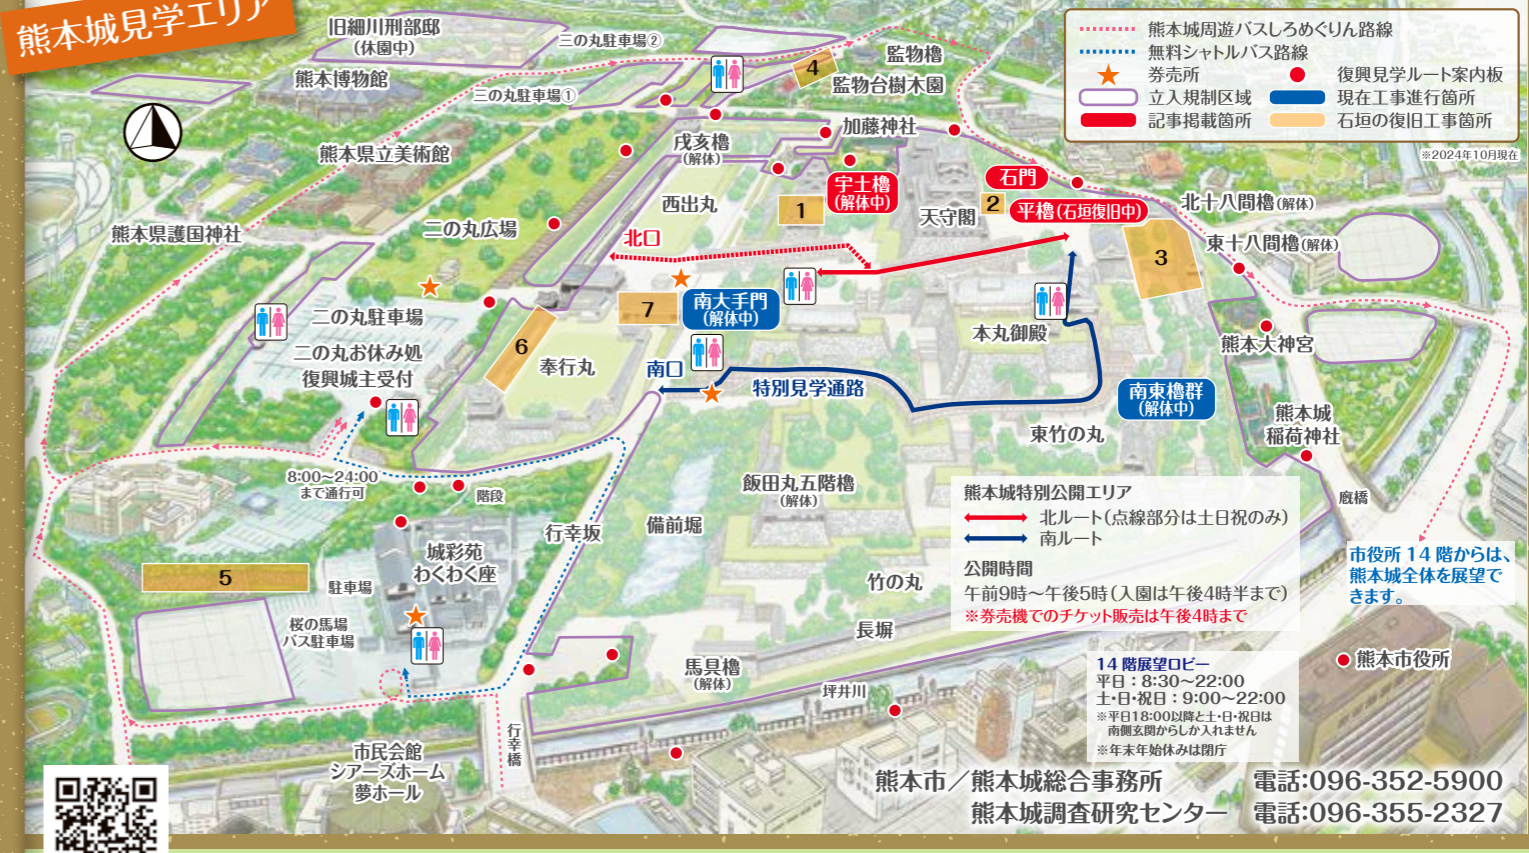 熊本城見学エリア
旧細川刑部邸
(休園中)
三の丸駐車場②
熊本博物館
三の丸駐車場①
監物櫓
4
監物台樹木園
熊本城周遊バスしろめぐりん路線
無料シャトルバス路線
券売所
復興見学ルート案内板
立入規制区域
現在工事進行箇所
記事掲載箇所
石垣の復旧工事箇所
※2024年10月現在
熊本県立美術館
戌亥櫓
(解体)
加藤神社
宇土櫓
(解体中)
石門
西出丸
1
天守閣
2
平櫓(石垣復旧中)
北十八間櫓(解体)
熊本県護国神社
二の丸広場
北口
3
東十八間櫓(解体)
二の丸駐車場
7
南大手門
(解体中)
本丸御殿
熊本大神宮
二の丸お休み処
復興城主受付
6
奉行丸
南口
特別見学通路
南東櫓群
(解体中)
熊本城
稲荷神社
東竹の丸
8:00~24:00
まで通行可
階段
飯田丸五階櫓
(解体)
熊本城特別公開エリア
北ルート(点線部分は土日祝のみ)
南ルート
公開時間
午前9時~午後5時(入園は午後4時半まで)
※券売機でのチケット販売は午後4時まで
厩橋
行幸坂
備前堀
城彩苑
わくわく座
市役所14階からは、
熊本城全体を展望で
きます。
5
駐車場
竹の丸
桜の馬場
バス駐車場
長塀
馬具櫓
(解体)
坪井川
14階展望ロビー
平日:8:30~22:00
土・日・祝日:9:00~22:00
※平日18:00以降と土・日・祝日は
南側玄関からしか入れません
※年末年始休みは閉庁
熊本市役所
行幸橋
市民会館
シアーズホーム
夢ホール
熊本市/熊本城総合事務所 電話:096-352-5900
熊本城調査研究センター 電話:096-355-2327